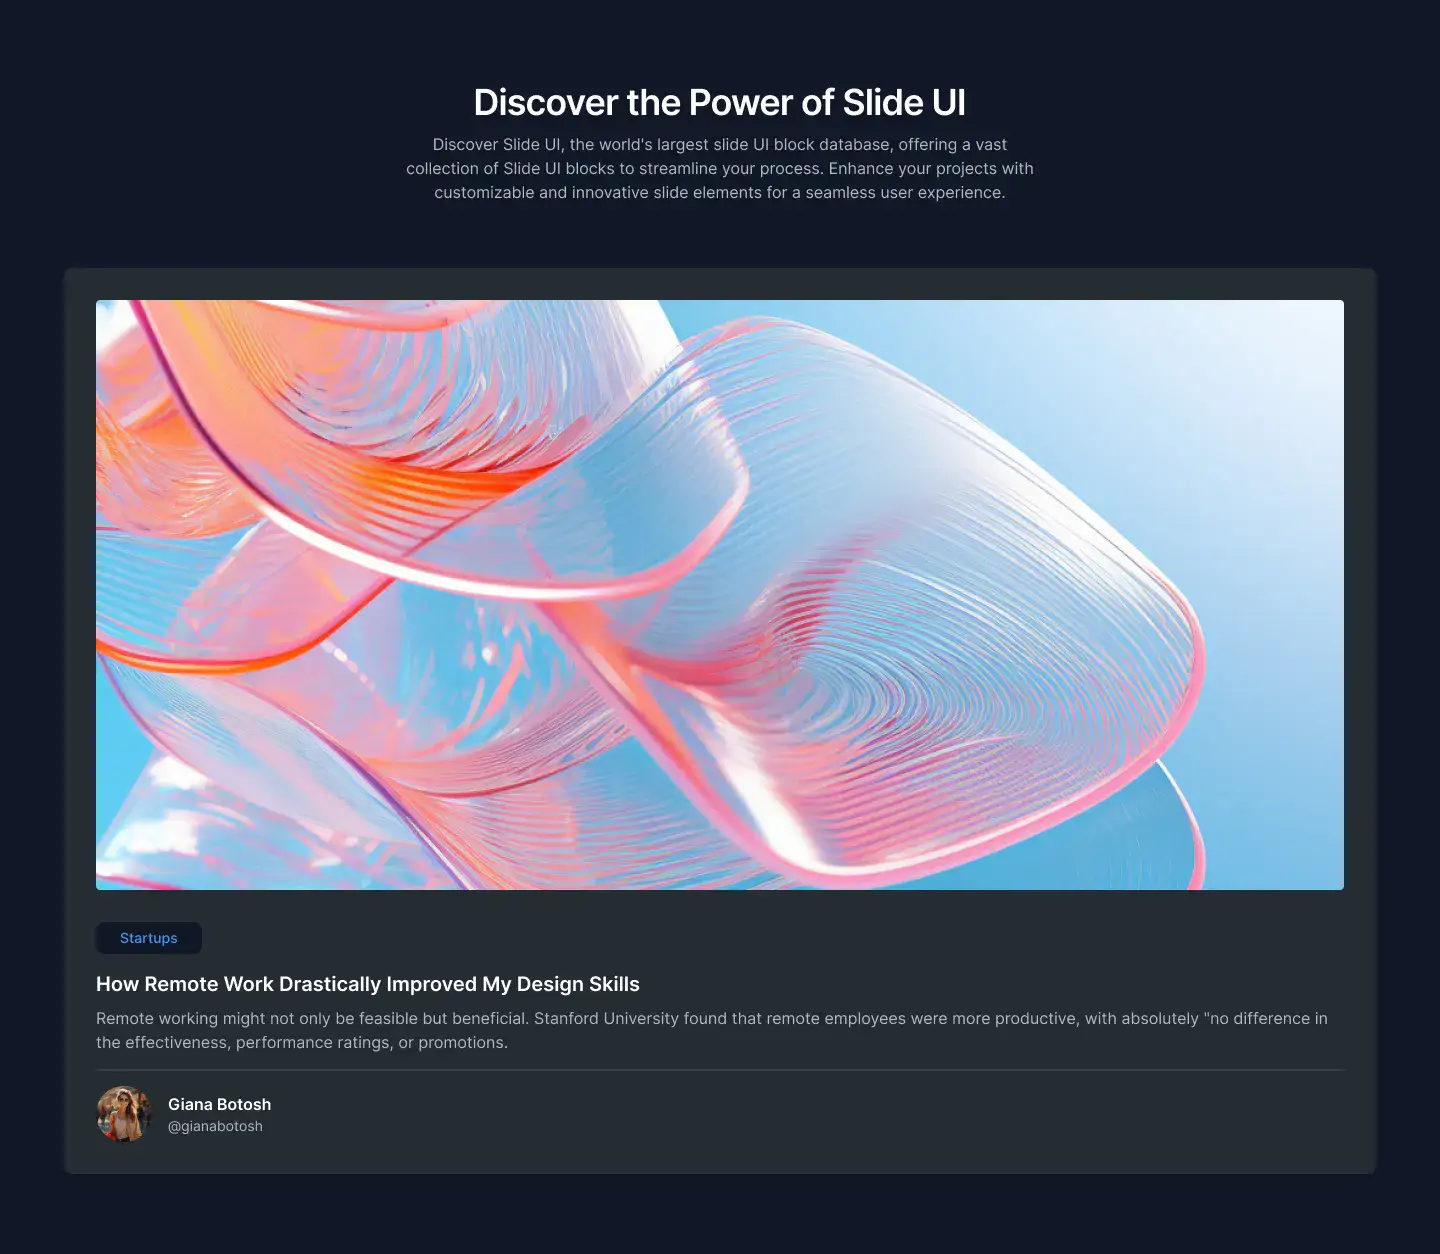 Discover the Power of Slide UI
Discover Slide UI, the world's largest slide UI block database, offering a vast
collection of Slide UI blocks to streamline your process. Enhance your projects with
customizable and innovative slide elements for a seamless user experience.
Startups
How Remote Work Drastically Improved My Design Skills
Remote working might not only be feasible but beneficial. Stanford University found that remote employees were more productive, with absolutely "no difference in
the effectiveness, performance ratings, or promotions.
Giana Botosh
@gianabotosh